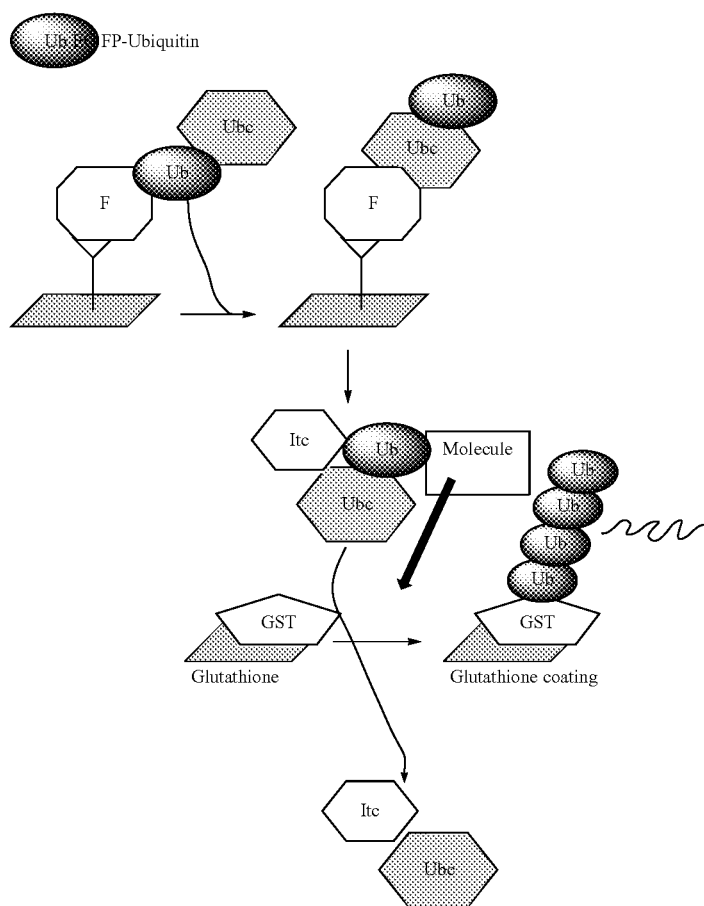 Ub FP-Ubiquitin
Ub
Ubc
Ubc
Ub
F
F
Itc
Ub
Molecule
Ub
Ubc
Ub
Ub
Ub
GST
GST
Glutathione
Glutathione coating
Itc
Ubc